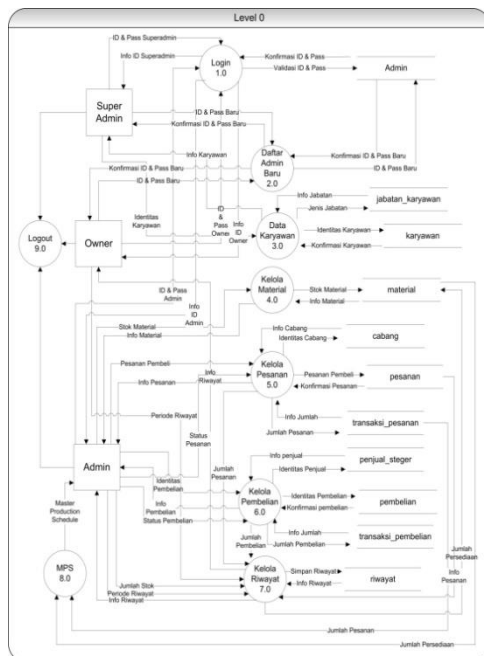 Level 0
ID & Pass Superadmin
Info ID Superadmin
Login
1.0
Konfirmasi ID & Pass
Validasi ID & Pass
Admin
Super
Admin
ID & Pass Baru
Konfirmasi ID & Pass Baru
Info Karyawan
Konfirmasi ID & Pass Baru
ID & Pass Baru
Daftar
Admin
Baru
2.0
Konfirmasi ID & Pass Baru
ID & Pass Baru
Identitas
Karyawan
ID
&
Pass
Owner
Info
ID
Owner
Info Jabatan
Jenis Jabatan
jabatan_karyawan
Data
Karyawan
3.0
Identitas Karyawan
Konfirmasi Karyawan
karyawan
Logout
9.0
Owner
ID & Pass
Admin
Info
ID
Admin
Kelola
Material
4.0
Stok Material
Info Material
material
Stok Material
Info Material
Info Cabang
Identitas Cabang
cabang
Pesanan Pembeli
Info Pesanan
Info
Riwayat
Kelola
Pesanan
5.0
Pesanan Pembeli
Konfirmasi Pesanan
pesanan
Periode Riwayat
Status
Pesanan
Info Jumlah
Jumlah Pesanan
transaksi_pesanan
Admin
Info penjual
Identitas Penjual
penjual_steger
Jumlah
Pesanan
Identitas
Pembelian
Info
Pembelian
Status Pembelian
Kelola
Pembelian
6.0
Identitas Pembelian
Konfirmasi pembelian
pembelian
Master
Production
Schedule
Info Jumlah
Jumlah Pembelian
transaksi_pembelian
Jumlah
Pembelian
Jumlah
Persediaan
Info
Pesanan
MPS
8.0
Jumlah Stok
Periode Riwayat
Info Riwayat
Kelola
Riwayat
7.0
Simpan Riwayat
Info Riwayat
riwayat
Jumlah Pesanan
Jumlah Persediaan